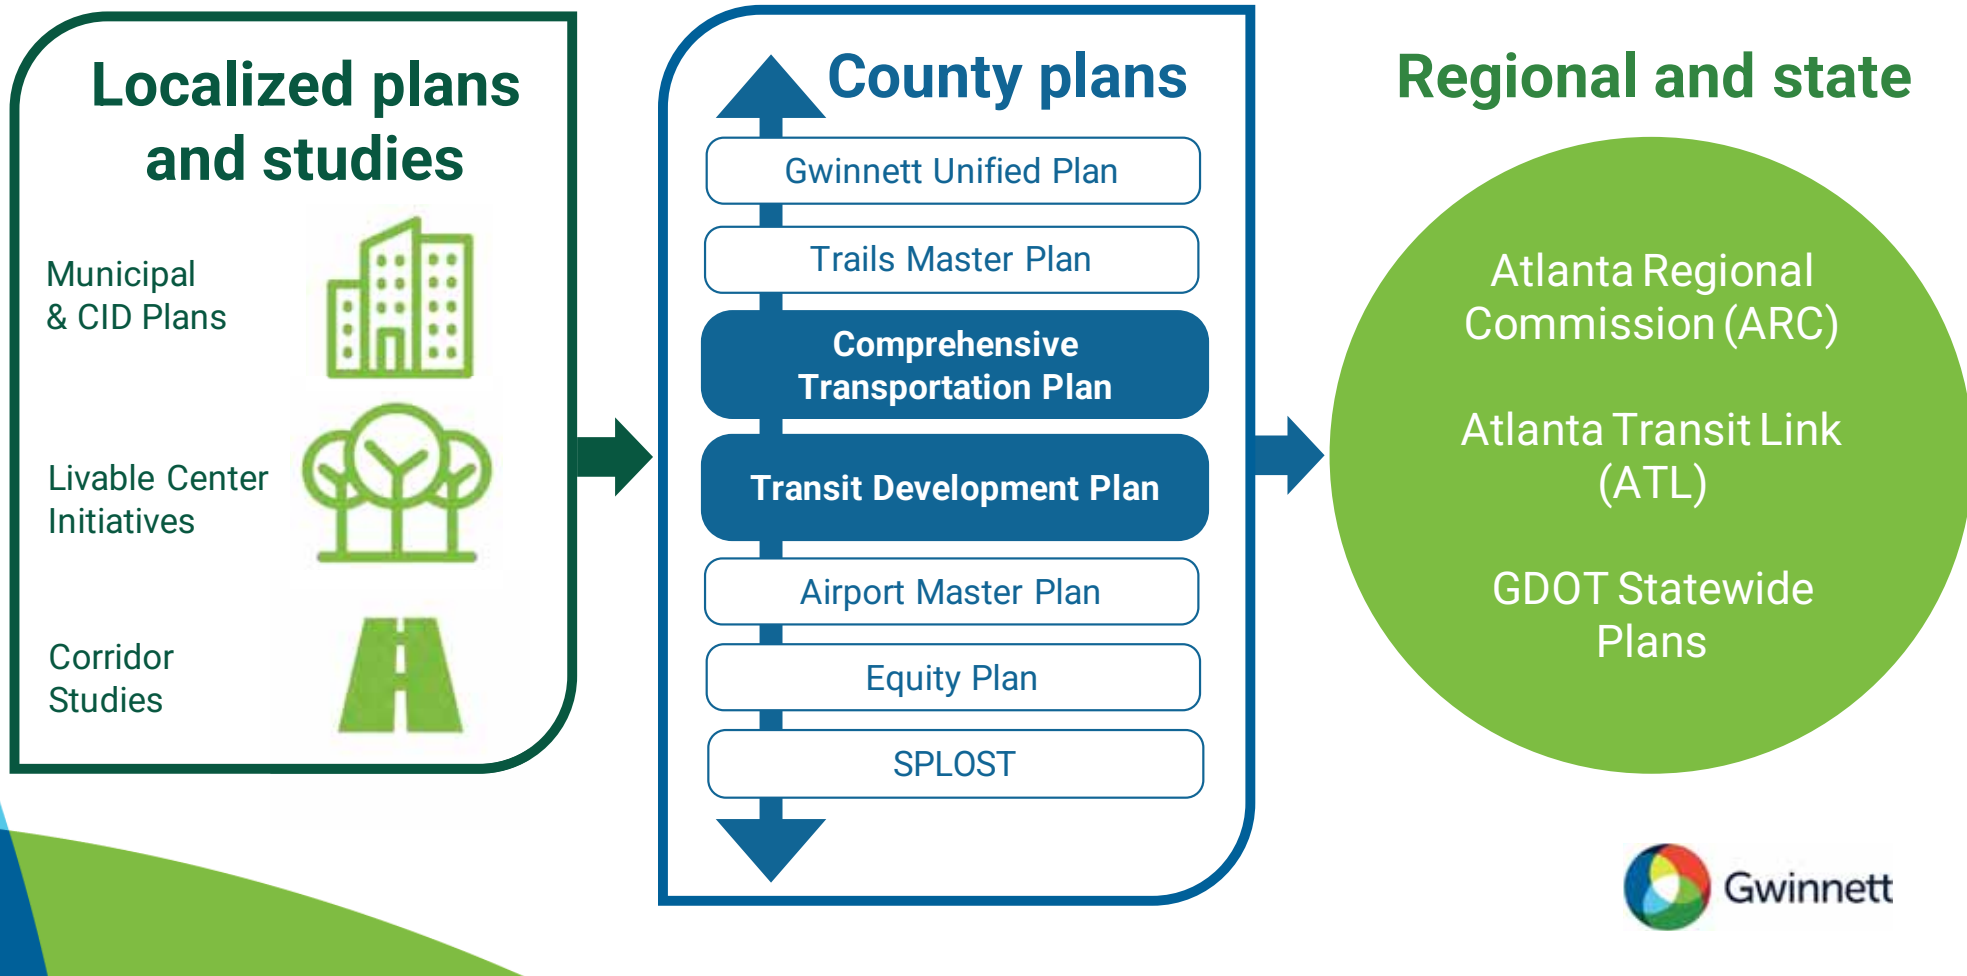 Localized plans
and studies
Municipal
& CID Plans
Livable Center
Initiatives
Corridor
Studies
County plans
Gwinnett Unified Plan
Trails Master Plan
Comprehensive
Transportation Plan
Transit Development Plan
Airport Master Plan
Equity Plan
SPLOST
Regional and state
Atlanta Regional
Commission (ARC)
Atlanta Transit Link
(ATL)
GDOT Statewide
Plans
Gwinnett